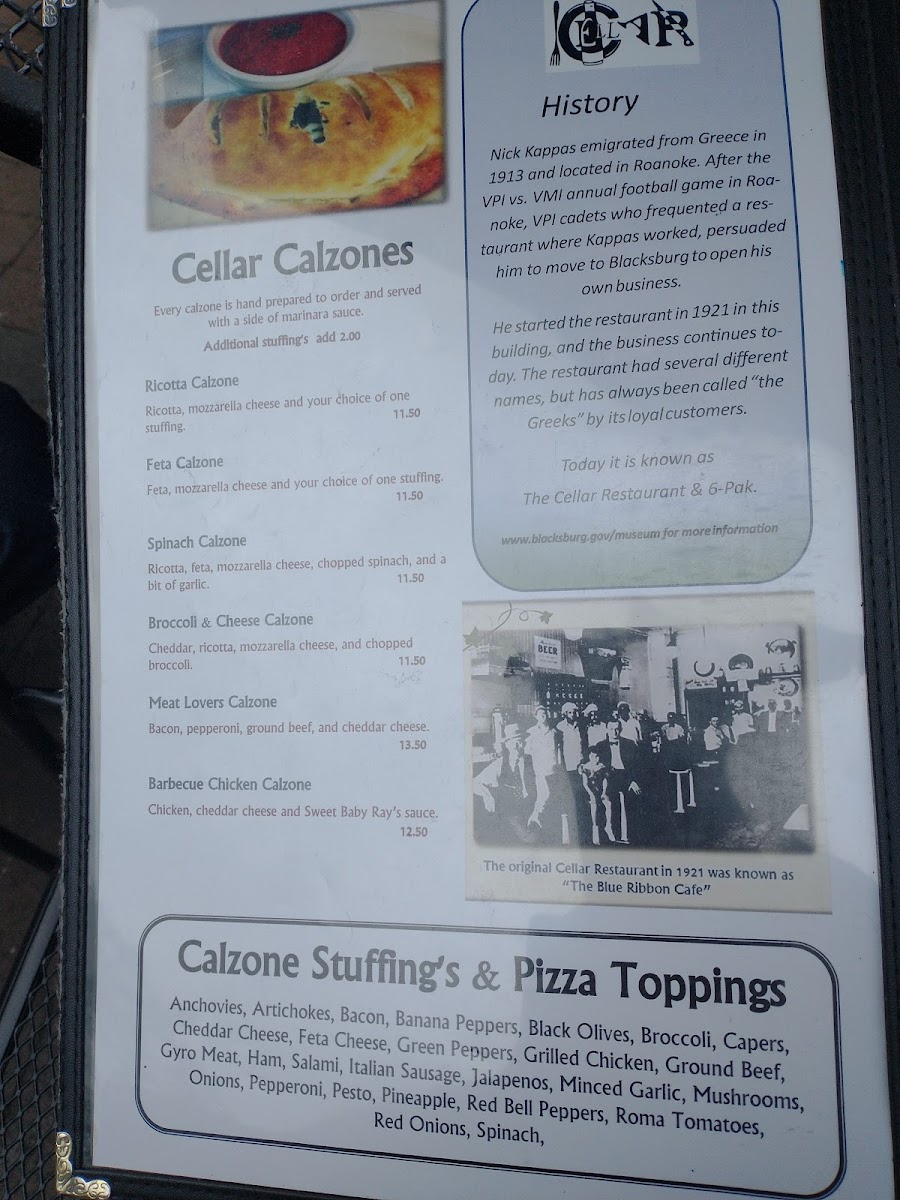 Cellar Calzones
Every calzone is hand prepared to order and served
with a side of marinara sauce.
Additional stuffing's add 2.00
Ricotta Calzone
Ricotta, mozzarella cheese and your choice of one
stuffing. 11.50
Feta Calzone
Feta, mozzarella cheese and your choice of one stuffing.
11.50
Spinach Calzone
Ricotta, feta, mozzarella cheese, chopped spinach, and a
bit of garlic. 11.50
Broccoli & Cheese Calzone
Cheddar, ricotta, mozzarella cheese, and chopped
broccoli. 11.50
Meat Lovers Calzone
Bacon, pepperoni, ground beef, and cheddar cheese.
13.50
Barbecue Chicken Calzone
Chicken, cheddar cheese and Sweet Baby Ray's sauce.
12.50
CELLAR
History
Nick Kappas emigrated from Greece in
1913 and located in Roanoke. After the
VPI vs. VMI annual football game in Roa-
noke, VPI cadets who frequented a res-
taurant where Kappas worked, persuaded
him to move to Blacksburg to open his
own business.
He started the restaurant in 1921 in this
building, and the business continues to-
day. The restaurant had several different
names, but has always been called "the
Greeks" by its loyal customers.
Today it is known as
The Cellar Restaurant & 6-Pak.
www.blacksburg.gov/museum for more information
BEER
The original Cellar Restaurant in 1921 was known as
"The Blue Ribbon Cafe"
Calzone Stuffing's & Pizza Toppings
Anchovies, Artichokes, Bacon, Banana Peppers, Black Olives, Broccoli, Capers,
Cheddar Cheese, Feta Cheese, Green Peppers, Grilled Chicken, Ground Beef,
Gyro Meat, Ham, Salami, Italian Sausage, Jalapenos, Minced Garlic, Mushrooms,
Onions, Pepperoni, Pesto, Pineapple, Red Bell Peppers, Roma Tomatoes,
Red Onions, Spinach,